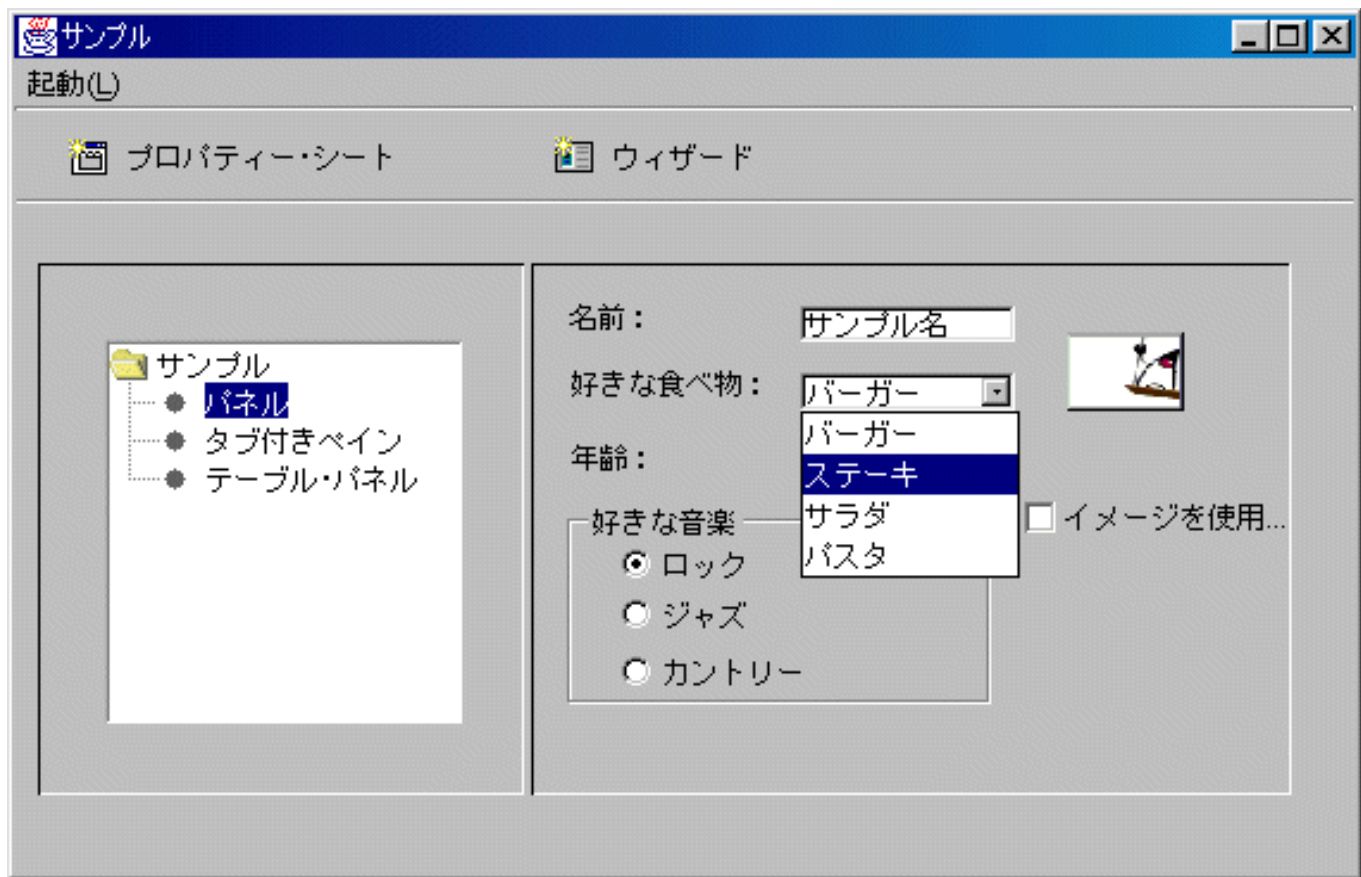 サンプル
起動(L)
プロパティー・シート ウィザード
サンプル
パネル
タブ付きペイン
テーブル・パネル
名前： サンプル名
好きな食べ物： バーガー
バーガー
ステーキ
サラダ
パスタ
年齢：
イメージを使用...
好きな音楽
ロック
ジャズ
カントリー